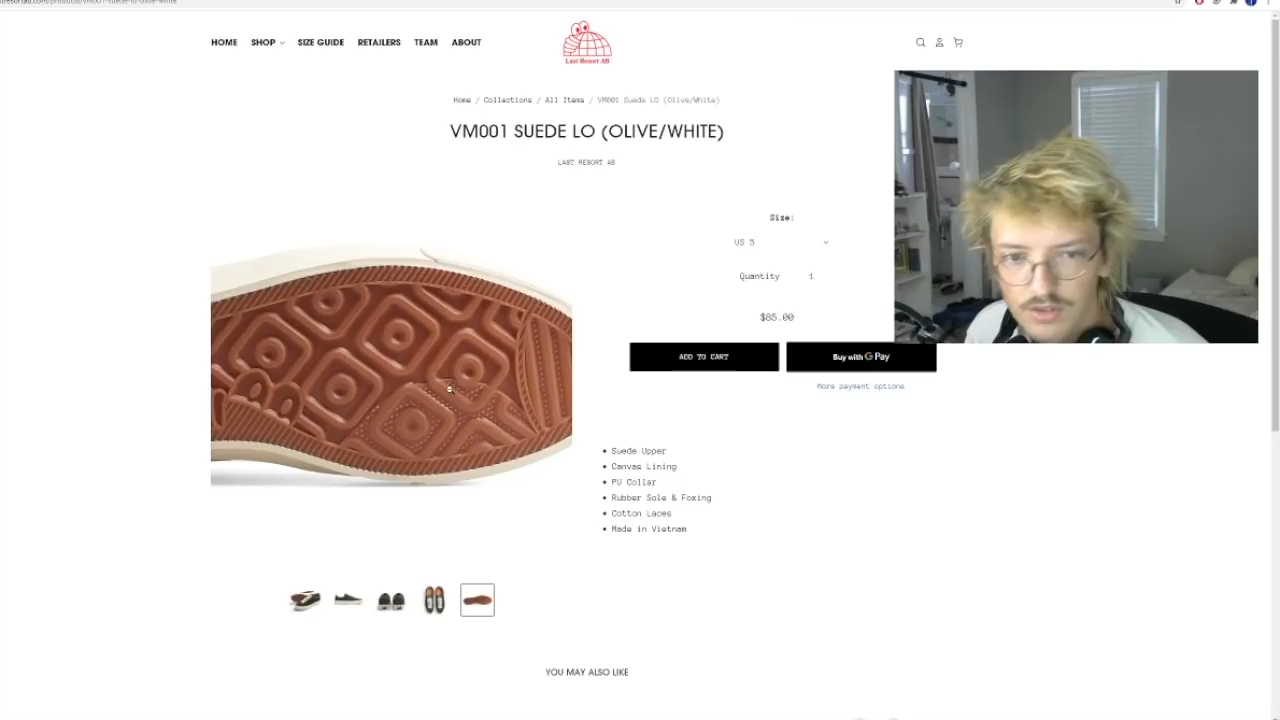 HOME SHOP SIZE GUIDE RETAILERS TEAM ABOUT
Last Resort AB
Home / Collections / All Items / VM001 Suede LO (Olive/White)
VM001 SUEDE LO (OLIVE/WHITE)
LAST RESORT AB
Size:
US 5
Quantity 1
$85.00
ADD TO CART
Buy with G Pay
More payment options
• Suede Upper
• Canvas Lining
• PU Collar
• Rubber Sole & Foxing
• Cotton Laces
• Made in Vietnam
YOU MAY ALSO LIKE